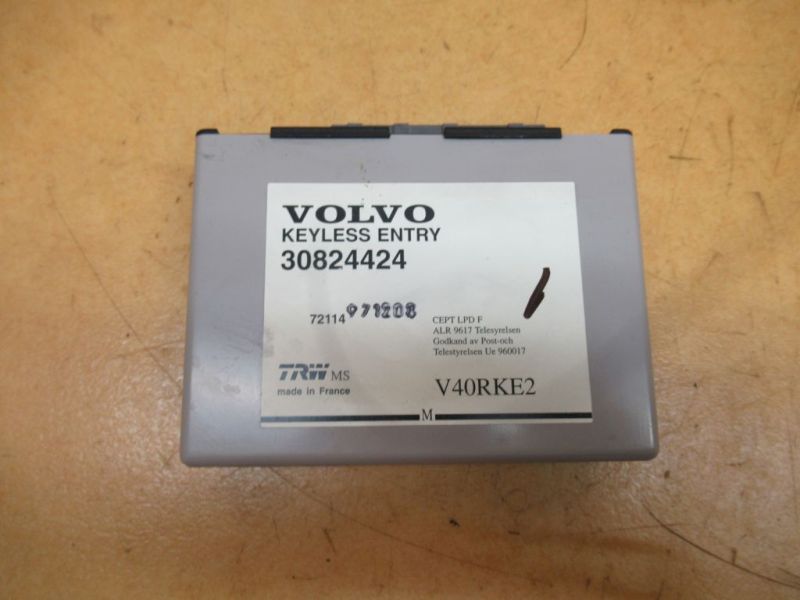 VOLVO
KEYLESS ENTRY
30824424
72114 971208
CEPT LPD F
ALR 9617 Telesyrelsen
Godkand av Post-och
Telestyrelsen Ue 960017
TRW MS
made in France
V40RKE2
M